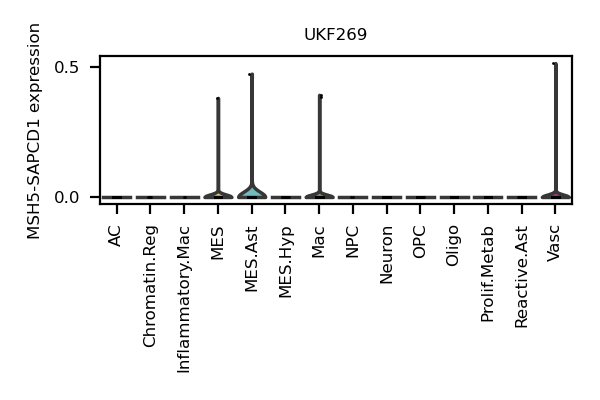 UKF269
MSH5-SAPCD1 expression
0.5
0.0
AC
Chromatin.Reg
Inflammatory.Mac
MES
MES.Ast
MES.Hyp
Mac
NPC
Neuron
OPC
Oligo
Prolif.Metab
Reactive.Ast
Vasc